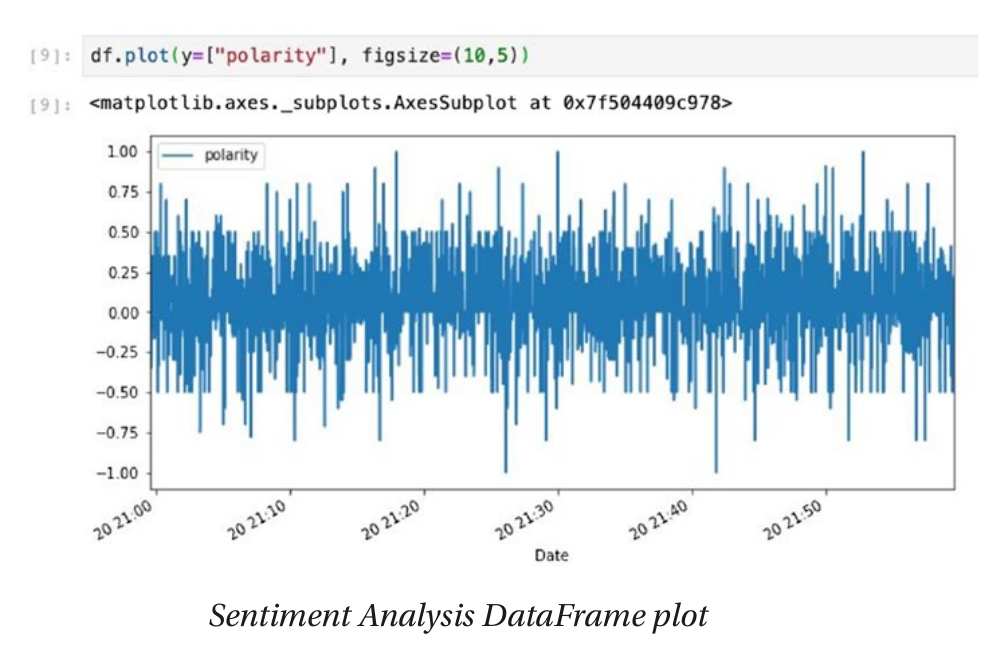 [9]: df.plot(y=["polarity"], figsize=(10,5))
[9]: <matplotlib.axes._subplots.AxesSubplot at 0x7f504409c978>
polarity
1.00
0.75
0.50
0.25
0.00
−0.25
−0.50
−0.75
−1.00
20 21:00 20 21:10 20 21:20 20 21:30 20 21:40 20 21:50
Date
Sentiment Analysis DataFrame plot